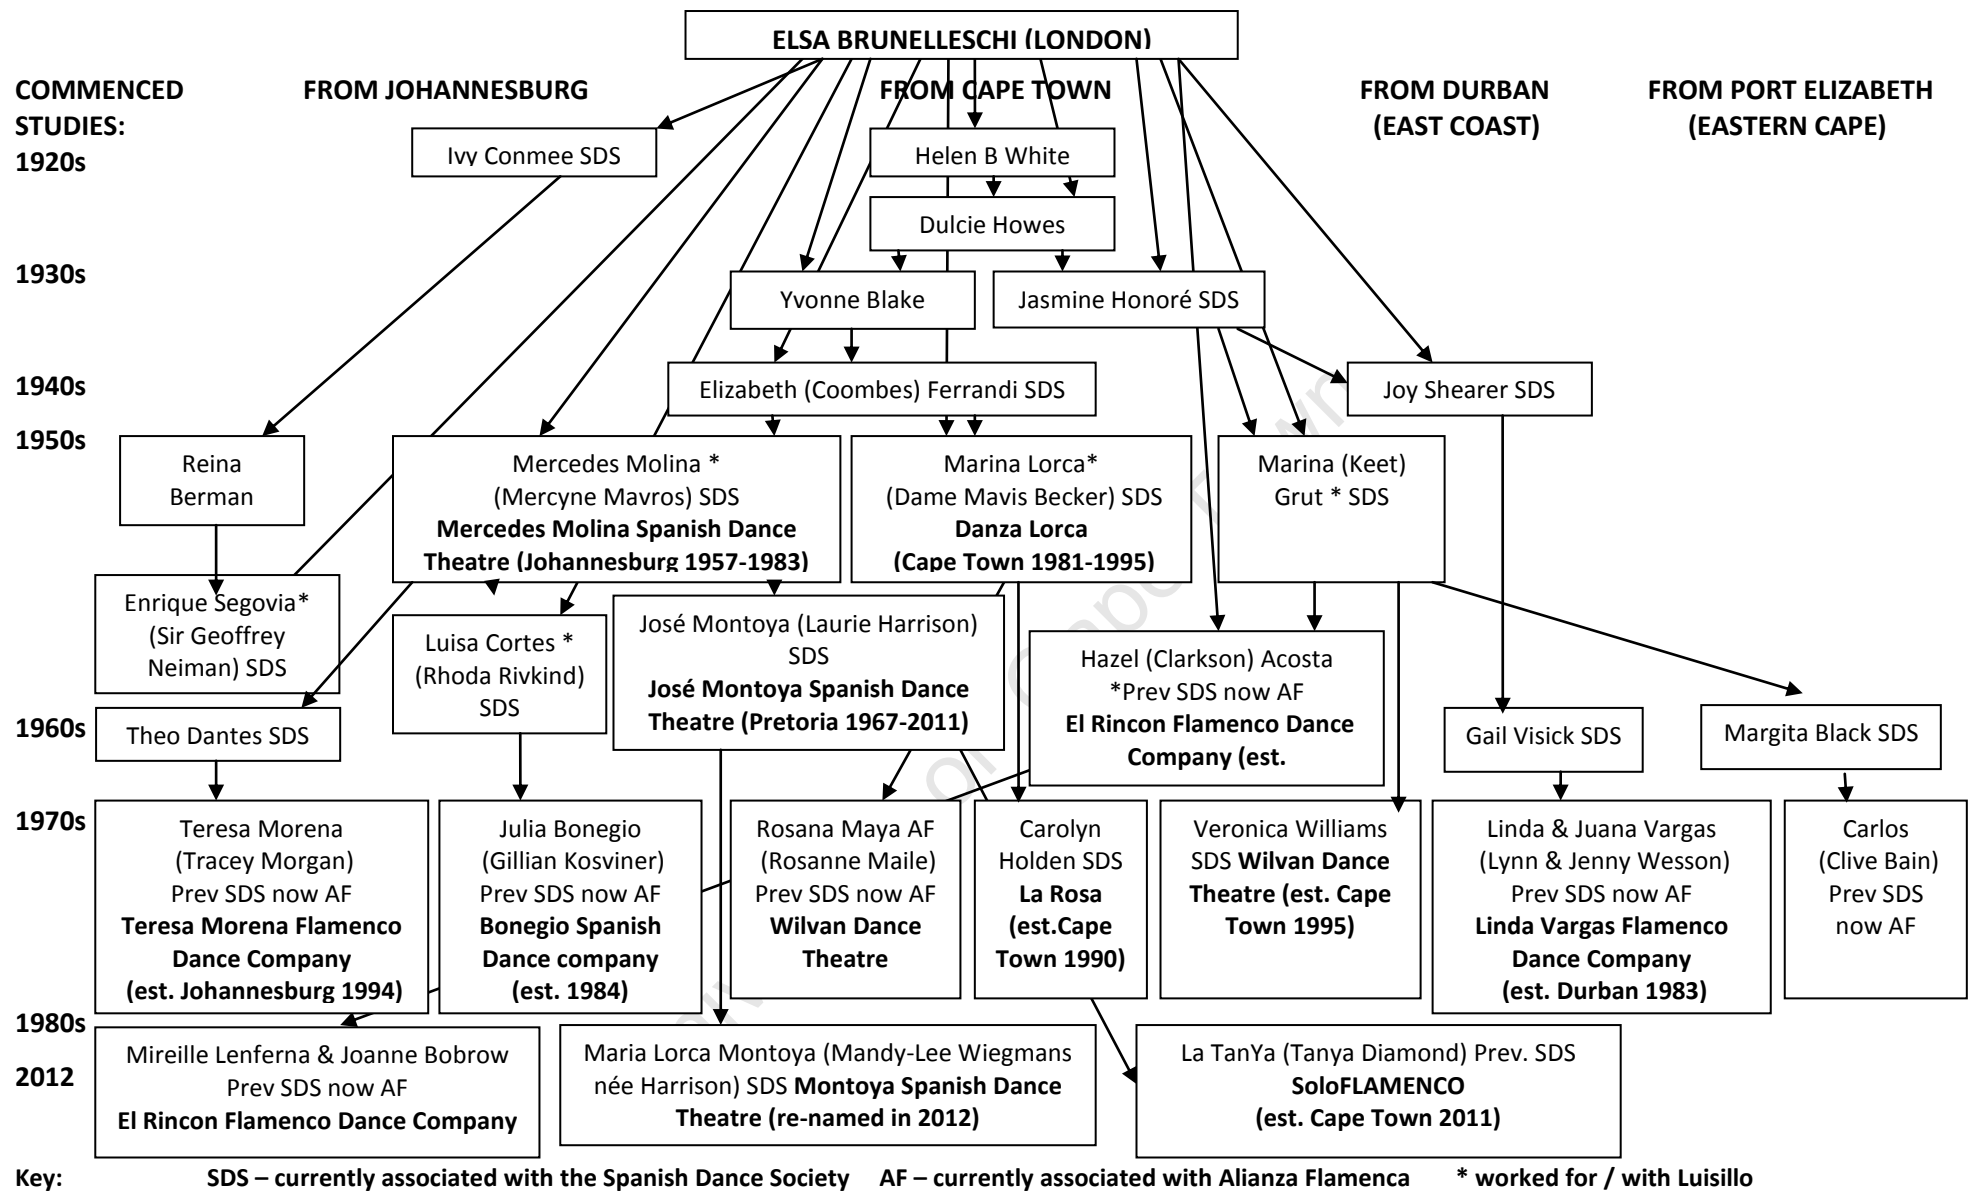 ELSA BRUNELLESCHI (LONDON)
COMMENCED
STUDIES:
FROM JOHANNESBURG
FROM CAPE TOWN
FROM DURBAN
(EAST COAST)
FROM PORT ELIZABETH
(EASTERN CAPE)
1920s
Ivy Conmee SDS
Helen B White
Dulcie Howes
1930s
Yvonne Blake
Jasmine Honoré SDS
1940s
Elizabeth (Coombes) Ferrandi SDS
Joy Shearer SDS
1950s
Reina
Berman
Mercedes Molina *
(Mercyne Mavros) SDS
Mercedes Molina Spanish Dance
Theatre (Johannesburg 1957-1983)
Marina Lorca*
(Dame Mavis Becker) SDS
Danza Lorca
(Cape Town 1981-1995)
Marina (Keet)
Grut * SDS
Enrique Segovia*
(Sir Geoffrey
Neiman) SDS
Luisa Cortes *
(Rhoda Rivkind)
SDS
José Montoya (Laurie Harrison)
SDS
José Montoya Spanish Dance
Theatre (Pretoria 1967-2011)
Hazel (Clarkson) Acosta
*Prev SDS now AF
El Rincon Flamenco Dance
Company (est.
1960s
Theo Dantes SDS
Gail Visick SDS
Margita Black SDS
1970s
Teresa Morena
(Tracey Morgan)
Prev SDS now AF
Teresa Morena Flamenco
Dance Company
(est. Johannesburg 1994)
Julia Bonegio
(Gillian Kosviner)
Prev SDS now AF
Bonegio Spanish
Dance company
(est. 1984)
Rosana Maya AF
(Rosanne Maile)
Prev SDS now AF
Wilvan Dance
Theatre
Carolyn
Holden SDS
La Rosa
(est.Cape
Town 1990)
Veronica Williams
SDS Wilvan Dance
Theatre (est. Cape
Town 1995)
Linda & Juana Vargas
(Lynn & Jenny Wesson)
Prev SDS now AF
Linda Vargas Flamenco
Dance Company
(est. Durban 1983)
Carlos
(Clive Bain)
Prev SDS
now AF
1980s
2012
Mireille Lenferna & Joanne Bobrow
Prev SDS now AF
El Rincon Flamenco Dance Company
Maria Lorca Montoya (Mandy-Lee Wiegmans
née Harrison) SDS Montoya Spanish Dance
Theatre (re-named in 2012)
La TanYa (Tanya Diamond) Prev. SDS
SoloFLAMENCO
(est. Cape Town 2011)
Key: SDS – currently associated with the Spanish Dance Society AF – currently associated with Alianza Flamenca * worked for / with Luisillo